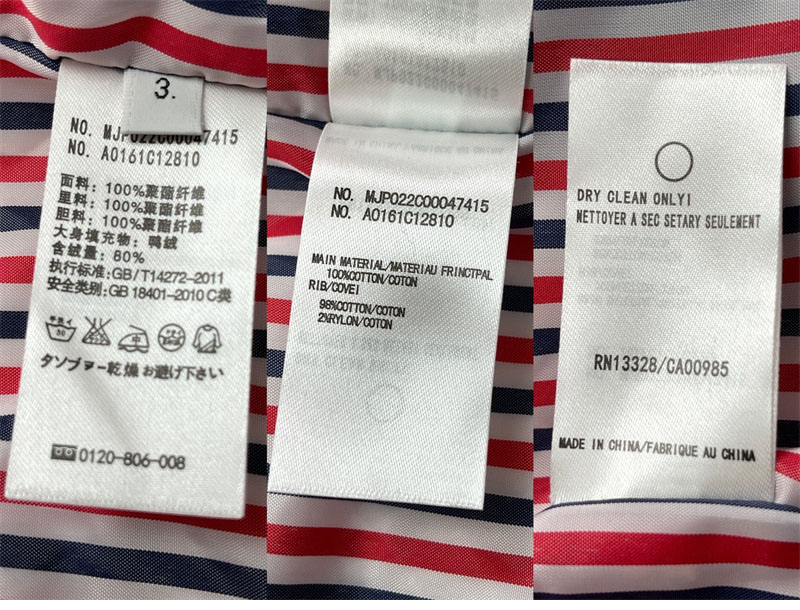 3.
NO. MJP022C00047415
NO. A0161C12810
面料: 100%聚酯纤维
里料: 100%聚酯纤维
胆料: 100%聚酯纤维
大身填充物: 鸭绒
含绒量: 80%
执行标准: GB/T14272-2011
安全类别: GB 18401-2010 C类
タソブヲー乾燥 お避け下さい
0120-806-008
NO. MJP022C00047415
NO. A0161C12810
MAIN MATERIAL/MATERIAU FRINCTPAL
100%COTTON/COTON
RIB/COVEI
98%COTTON/COTON
2%RYLON/COTON
DRY CLEAN ONLY!
NETTOYER A SEC SETARY SEULEMENT
RN13328/CA00985
MADE IN CHINA/FABRIQUE AU CHINA